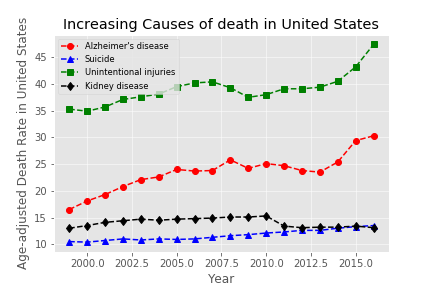 Increasing Causes of death in United States
Age-adjusted Death Rate in United States
Alzheimer's disease
Suicide
Unintentional injuries
Kidney disease
45
40
35
30
25
20
15
10
2000.0 2002.5 2005.0 2007.5 2010.0 2012.5 2015.0
Year